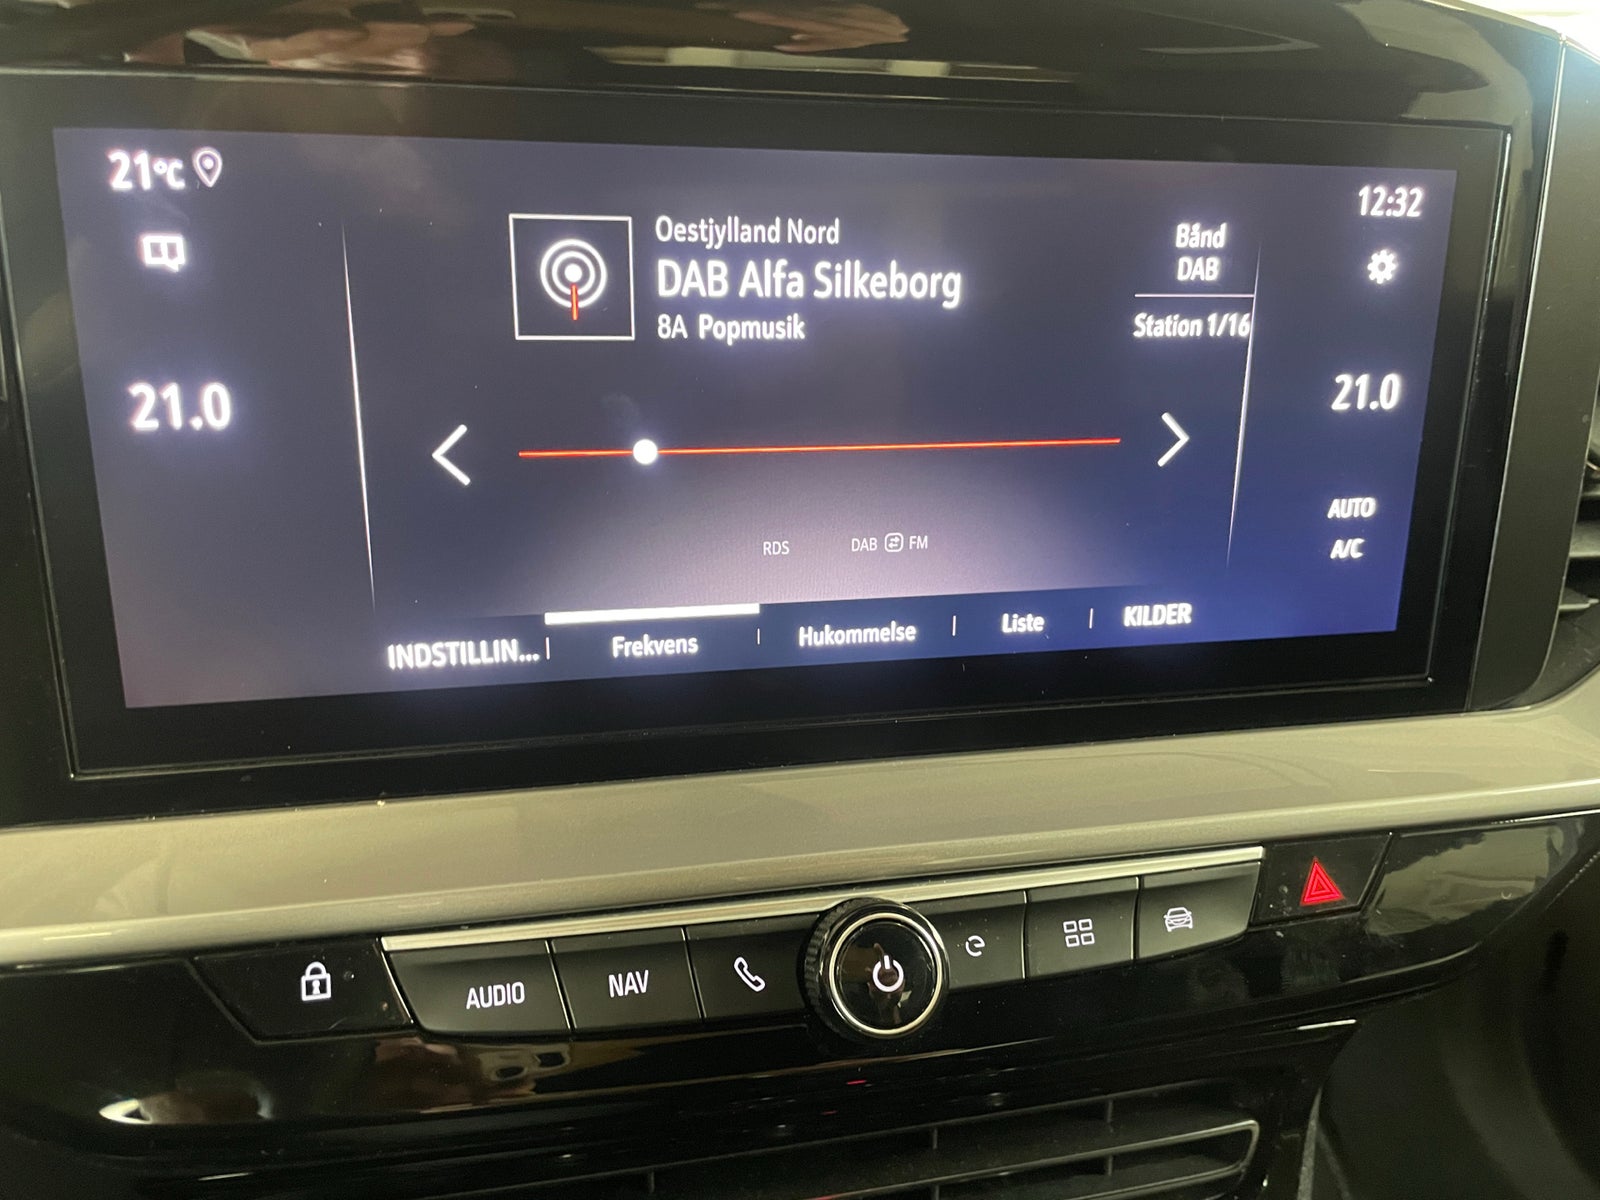 21°C
12:32
Oestjylland Nord
DAB Alfa Silkeborg
8A Popmusik
Bånd
DAB
Station 1/16
21.0
21.0
AUTO
A/C
RDS
DAB FM
INDSTILLIN...
Frekvens
Hukommelse
Liste
KILDER
AUDIO
NAV
e